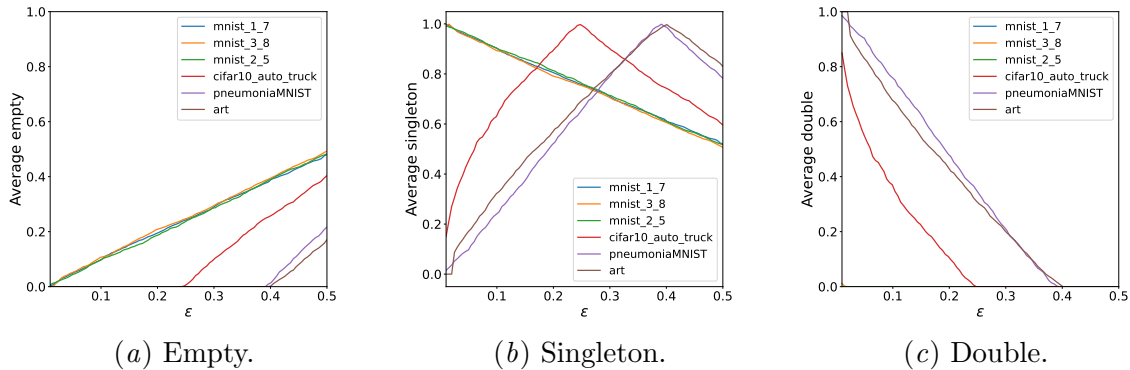 1.0
0.8
0.6
0.4
0.2
0.0
Average empty
0.1 0.2 0.3 0.4 0.5
ε
mnist_1_7
mnist_3_8
mnist_2_5
cifar10_auto_truck
pneumoniaMNIST
art
(a) Empty.
1.0
0.8
0.6
0.4
0.2
0.0
Average singleton
0.1 0.2 0.3 0.4 0.5
ε
mnist_1_7
mnist_3_8
mnist_2_5
cifar10_auto_truck
pneumoniaMNIST
art
(b) Singleton.
1.0
0.8
0.6
0.4
0.2
0.0
Average double
0.1 0.2 0.3 0.4 0.5
ε
mnist_1_7
mnist_3_8
mnist_2_5
cifar10_auto_truck
pneumoniaMNIST
art
(c) Double.